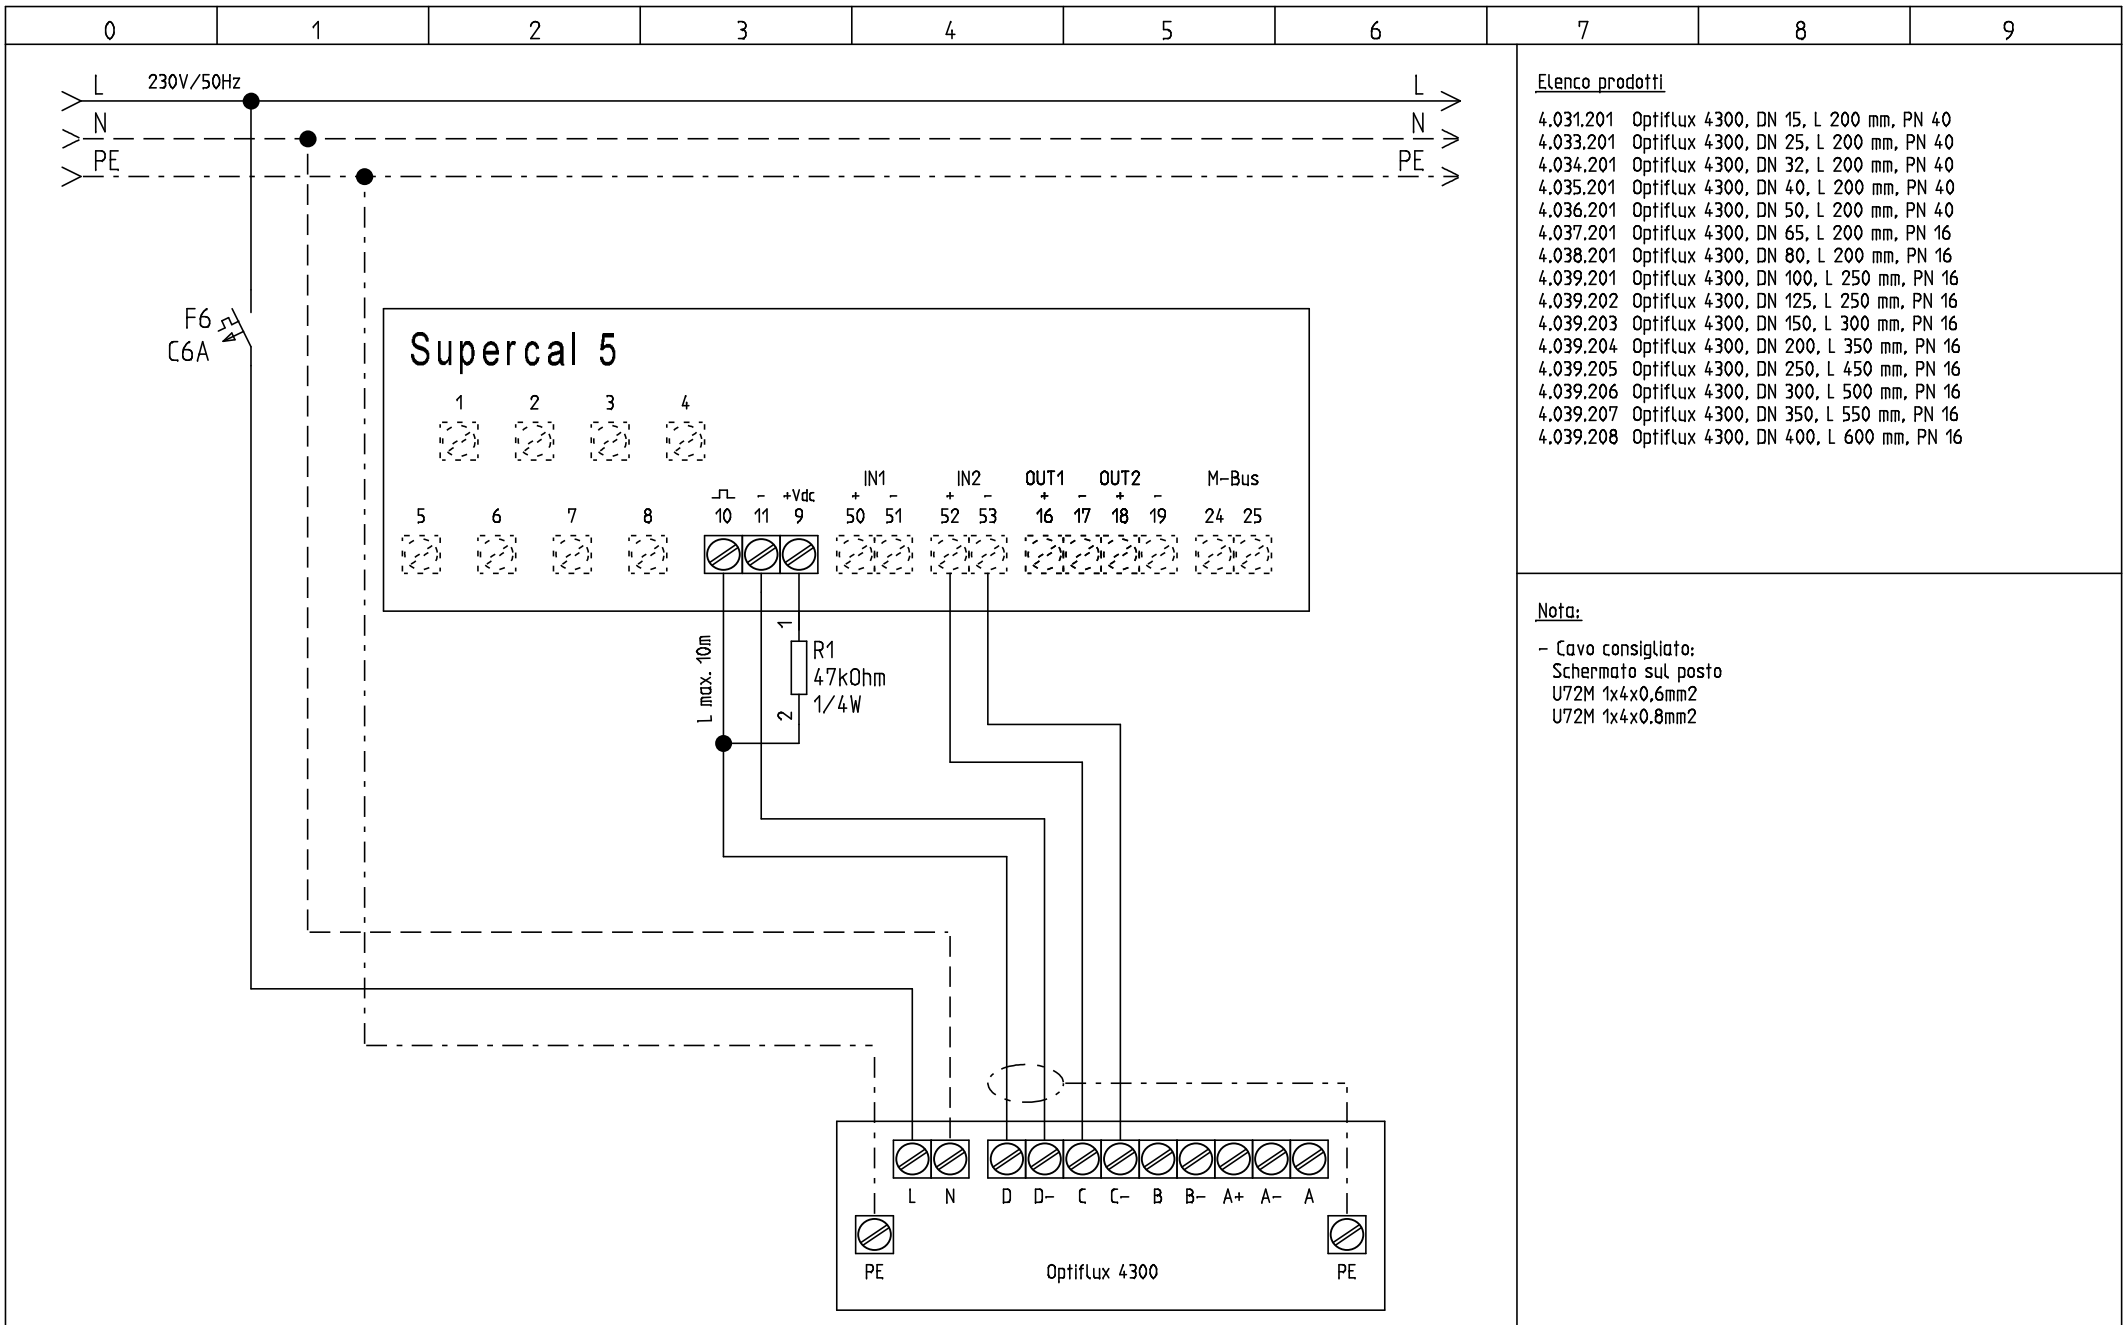 0 1 2 3 4 5 6 7 8 9
L 230V/50Hz L
N N
PE PE
F6
C6A
Supercal 5
1 2 3 4
IN1 IN2 OUT1 OUT2 M-Bus
- +Vdc + - + - + - + -
5 6 7 8 10 11 9 50 51 52 53 16 17 18 19 24 25
L max. 10m
1
R1
47kOhm
1/4W
2
L N D D- C C- B B- A+ A- A
PE Optiflux 4300 PE
Elenco prodotti
4.031.201 Optiflux 4300, DN 15, L 200 mm, PN 40
4.033.201 Optiflux 4300, DN 25, L 200 mm, PN 40
4.034.201 Optiflux 4300, DN 32, L 200 mm, PN 40
4.035.201 Optiflux 4300, DN 40, L 200 mm, PN 40
4.036.201 Optiflux 4300, DN 50, L 200 mm, PN 40
4.037.201 Optiflux 4300, DN 65, L 200 mm, PN 16
4.038.201 Optiflux 4300, DN 80, L 200 mm, PN 16
4.039.201 Optiflux 4300, DN 100, L 250 mm, PN 16
4.039.202 Optiflux 4300, DN 125, L 250 mm, PN 16
4.039.203 Optiflux 4300, DN 150, L 300 mm, PN 16
4.039.204 Optiflux 4300, DN 200, L 350 mm, PN 16
4.039.205 Optiflux 4300, DN 250, L 450 mm, PN 16
4.039.206 Optiflux 4300, DN 300, L 500 mm, PN 16
4.039.207 Optiflux 4300, DN 350, L 550 mm, PN 16
4.039.208 Optiflux 4300, DN 400, L 600 mm, PN 16
Nota:
- Cavo consigliato:
Schermato sul posto
U72M 1x4x0,6mm2
U72M 1x4x0.8mm2